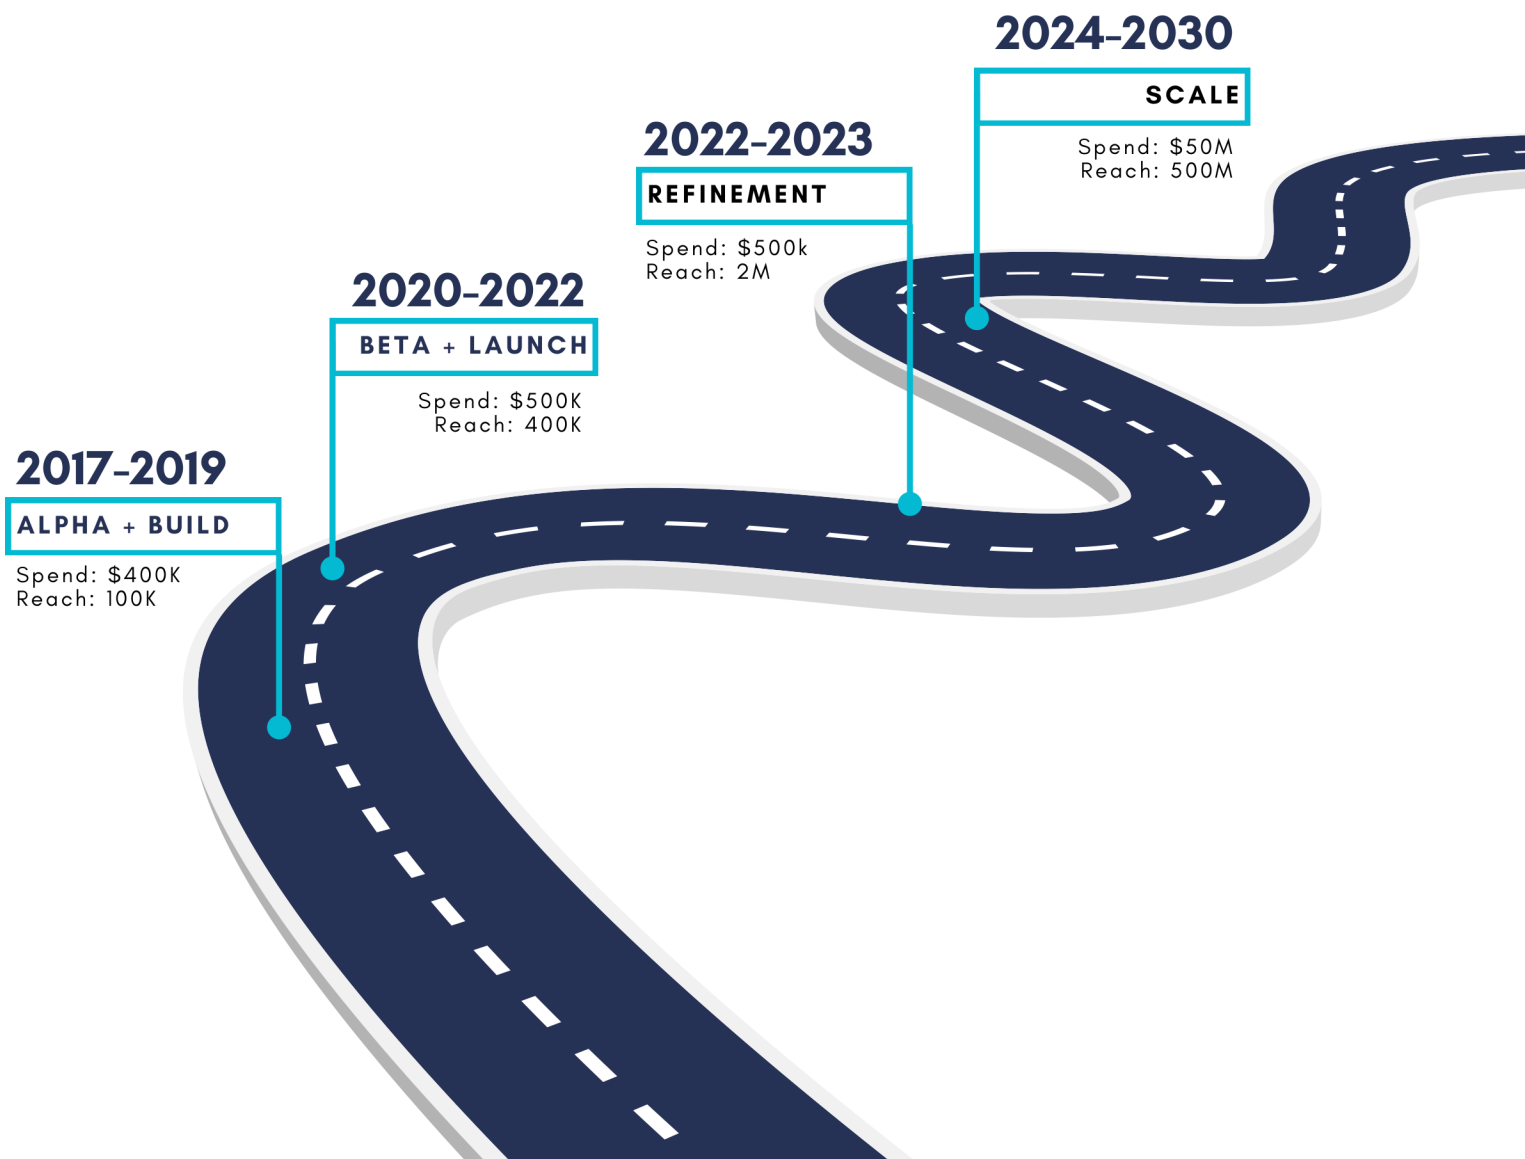 2017-2019
ALPHA + BUILD
Spend: $400K
Reach: 100K
2020-2022
BETA + LAUNCH
Spend: $500K
Reach: 400K
2022-2023
REFINEMENT
Spend: $500k
Reach: 2M
2024-2030
SCALE
Spend: $50M
Reach: 500M